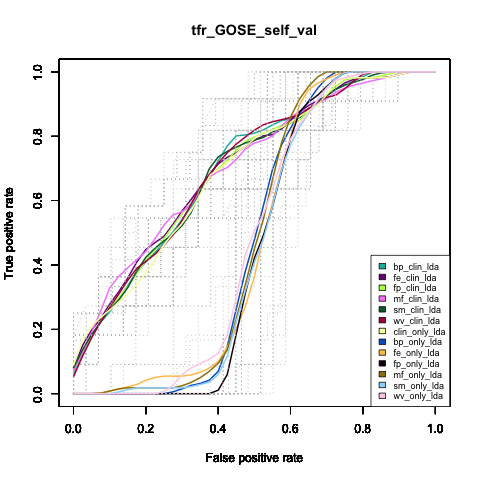 tfr_GOSE_self_val
True positive rate
1.0
0.8
0.6
0.4
0.2
0.0
bp_clin_lda
fe_clin_lda
fp_clin_lda
mf_clin_lda
sm_clin_lda
wv_clin_lda
clin_only_lda
bp_only_lda
fe_only_lda
fp_only_lda
mf_only_lda
sm_only_lda
wv_only_lda
0.0 0.2 0.4 0.6 0.8 1.0
False positive rate